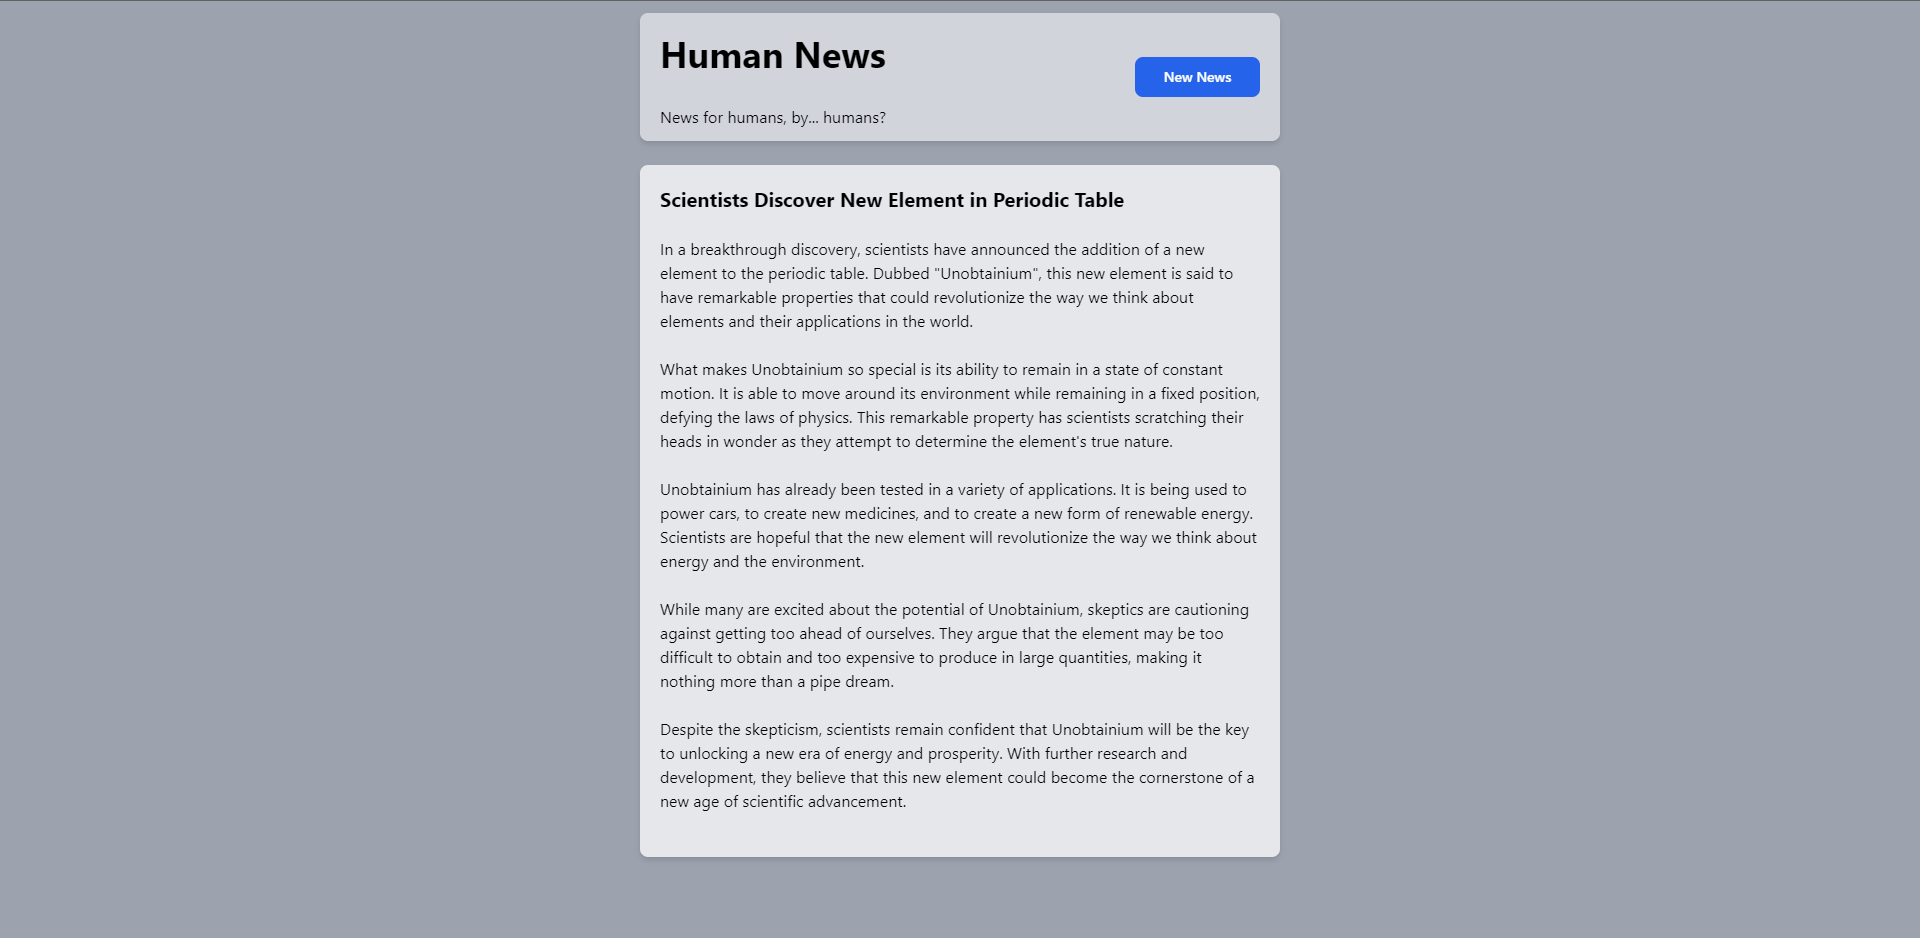 Human News
New News
News for humans, by... humans?
Scientists Discover New Element in Periodic Table
In a breakthrough discovery, scientists have announced the addition of a new
element to the periodic table. Dubbed "Unobtainium", this new element is said to
have remarkable properties that could revolutionize the way we think about
elements and their applications in the world.
What makes Unobtainium so special is its ability to remain in a state of constant
motion. It is able to move around its environment while remaining in a fixed position,
defying the laws of physics. This remarkable property has scientists scratching their
heads in wonder as they attempt to determine the element's true nature.
Unobtainium has already been tested in a variety of applications. It is being used to
power cars, to create new medicines, and to create a new form of renewable energy.
Scientists are hopeful that the new element will revolutionize the way we think about
energy and the environment.
While many are excited about the potential of Unobtainium, skeptics are cautioning
against getting too ahead of ourselves. They argue that the element may be too
difficult to obtain and too expensive to produce in large quantities, making it
nothing more than a pipe dream.
Despite the skepticism, scientists remain confident that Unobtainium will be the key
to unlocking a new era of energy and prosperity. With further research and
development, they believe that this new element could become the cornerstone of a
new age of scientific advancement.